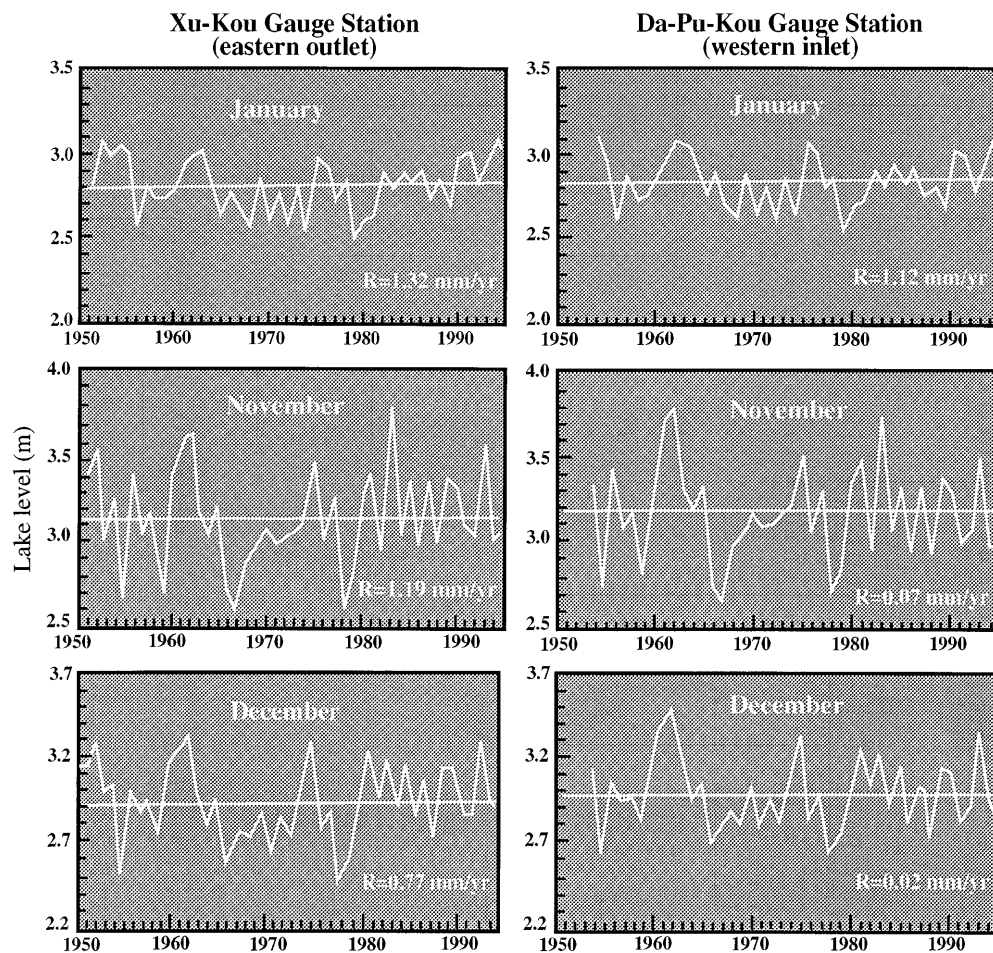 Xu-Kou Gauge Station
(eastern outlet)
Da-Pu-Kou Gauge Station
(western inlet)
Lake level (m)
3.5
3.0
2.5
2.0
January
R=1.32 mm/yr
1950 1960 1970 1980 1990
3.5
3.0
2.5
2.0
January
R=1.12 mm/yr
1950 1960 1970 1980 1990
4.0
3.5
3.0
2.5
November
R=1.19 mm/yr
1950 1960 1970 1980 1990
4.0
3.5
3.0
2.5
November
R=0.07 mm/yr
1950 1960 1970 1980 1990
3.7
3.2
2.7
2.2
December
R=0.77 mm/yr
1950 1960 1970 1980 1990
3.7
3.2
2.7
2.2
December
R=0.02 mm/yr
1950 1960 1970 1980 1990